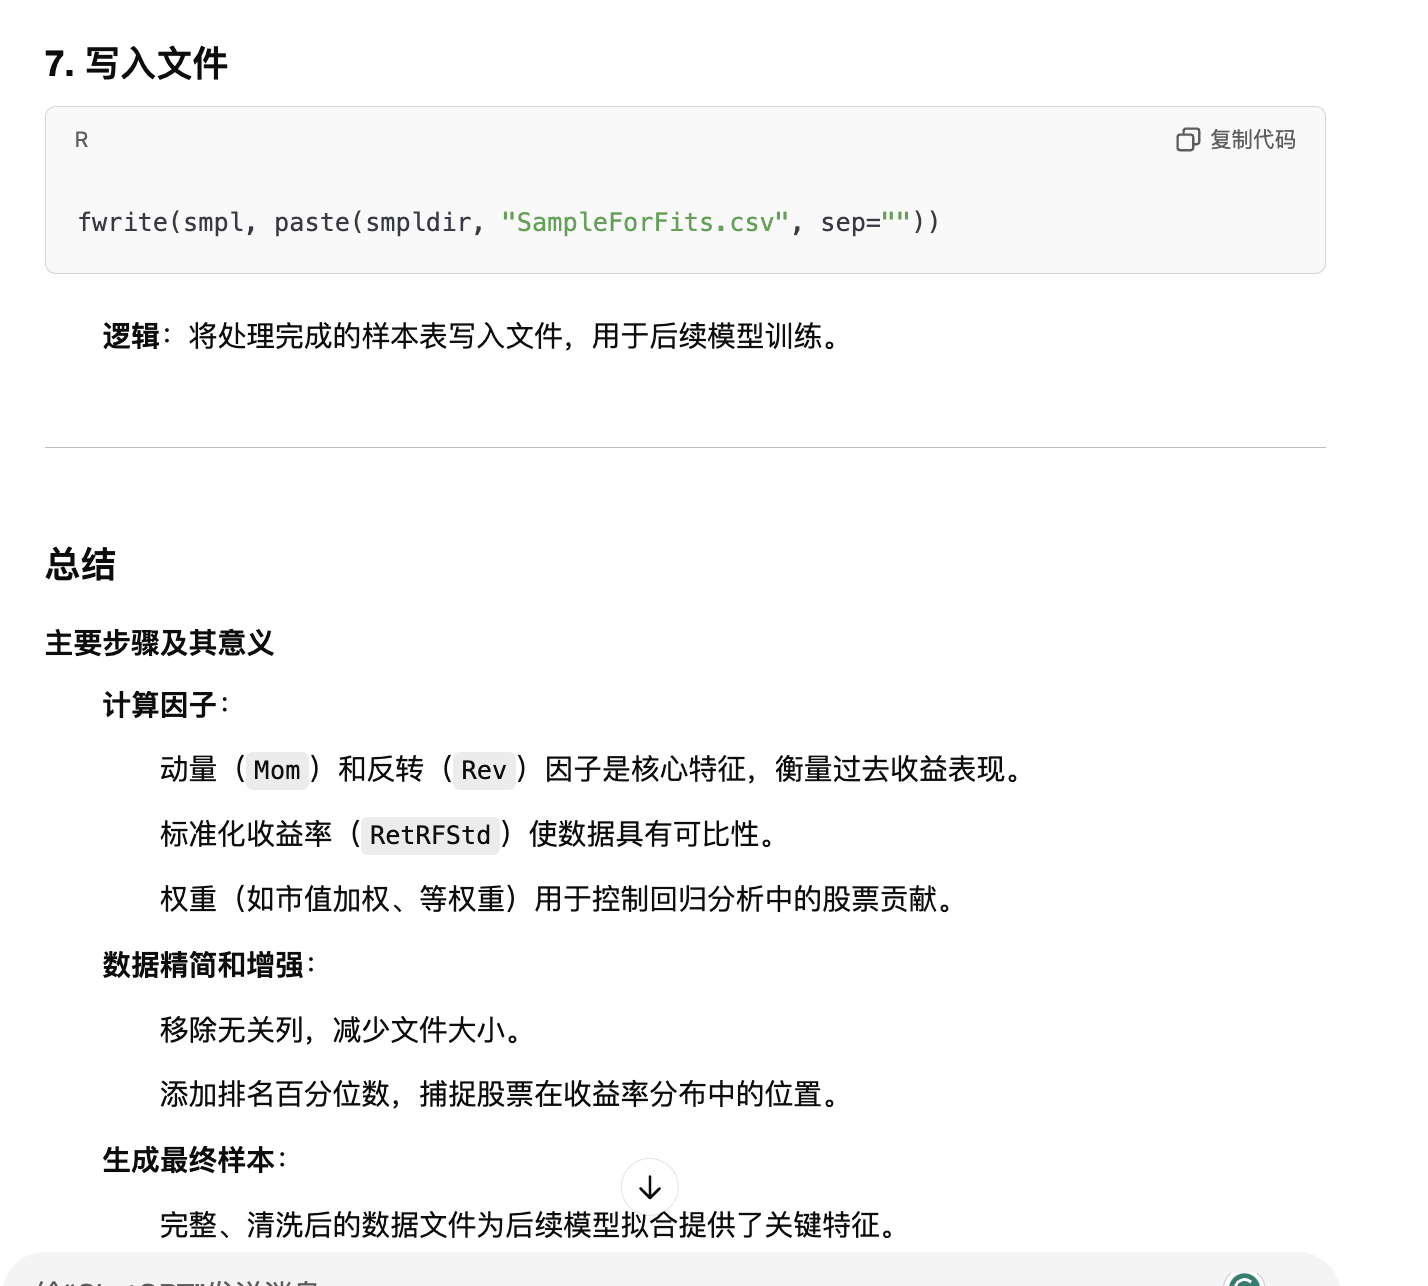 7. 写入文件
R
复制代码
fwrite(smpl, paste(smpldir, "SampleForFits.csv", sep=""))
逻辑：将处理完成的样本表写入文件，用于后续模型训练。
总结
主要步骤及其意义
计算因子：
动量（Mom）和反转（Rev）因子是核心特征，衡量过去收益表现。
标准化收益率（RetRFStd）使数据具有可比性。
权重（如市值加权、等权重）用于控制回归分析中的股票贡献。
数据精简和增强：
移除无关列，减少文件大小。
添加排名百分位数，捕捉股票在收益率分布中的位置。
生成最终样本：
完整、清洗后的数据文件为后续模型拟合提供了关键特征。
给"ChatGPT"发送消息